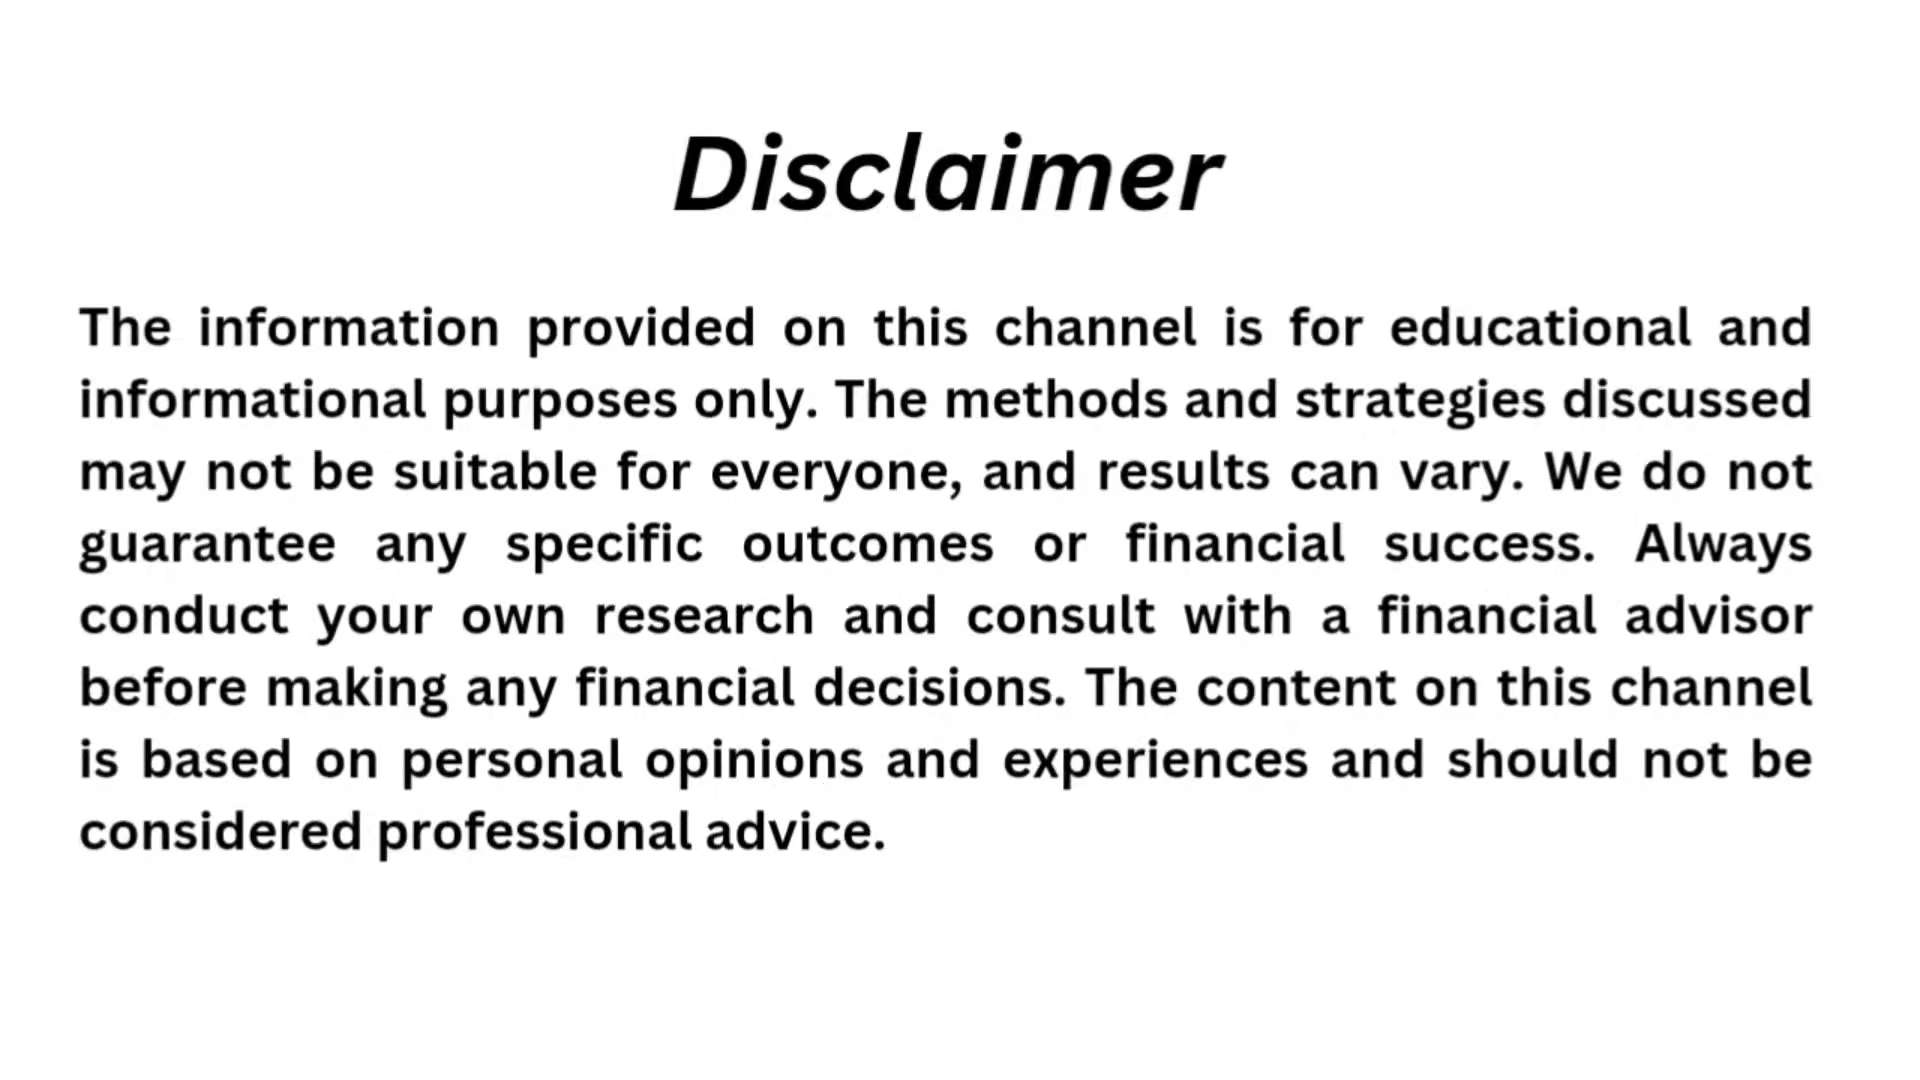 Disclaimer
The information provided on this channel is for educational and
informational purposes only. The methods and strategies discussed
may not be suitable for everyone, and results can vary. We do not
guarantee any specific outcomes or financial success. Always
conduct your own research and consult with a financial advisor
before making any financial decisions. The content on this channel
is based on personal opinions and experiences and should not be
considered professional advice.